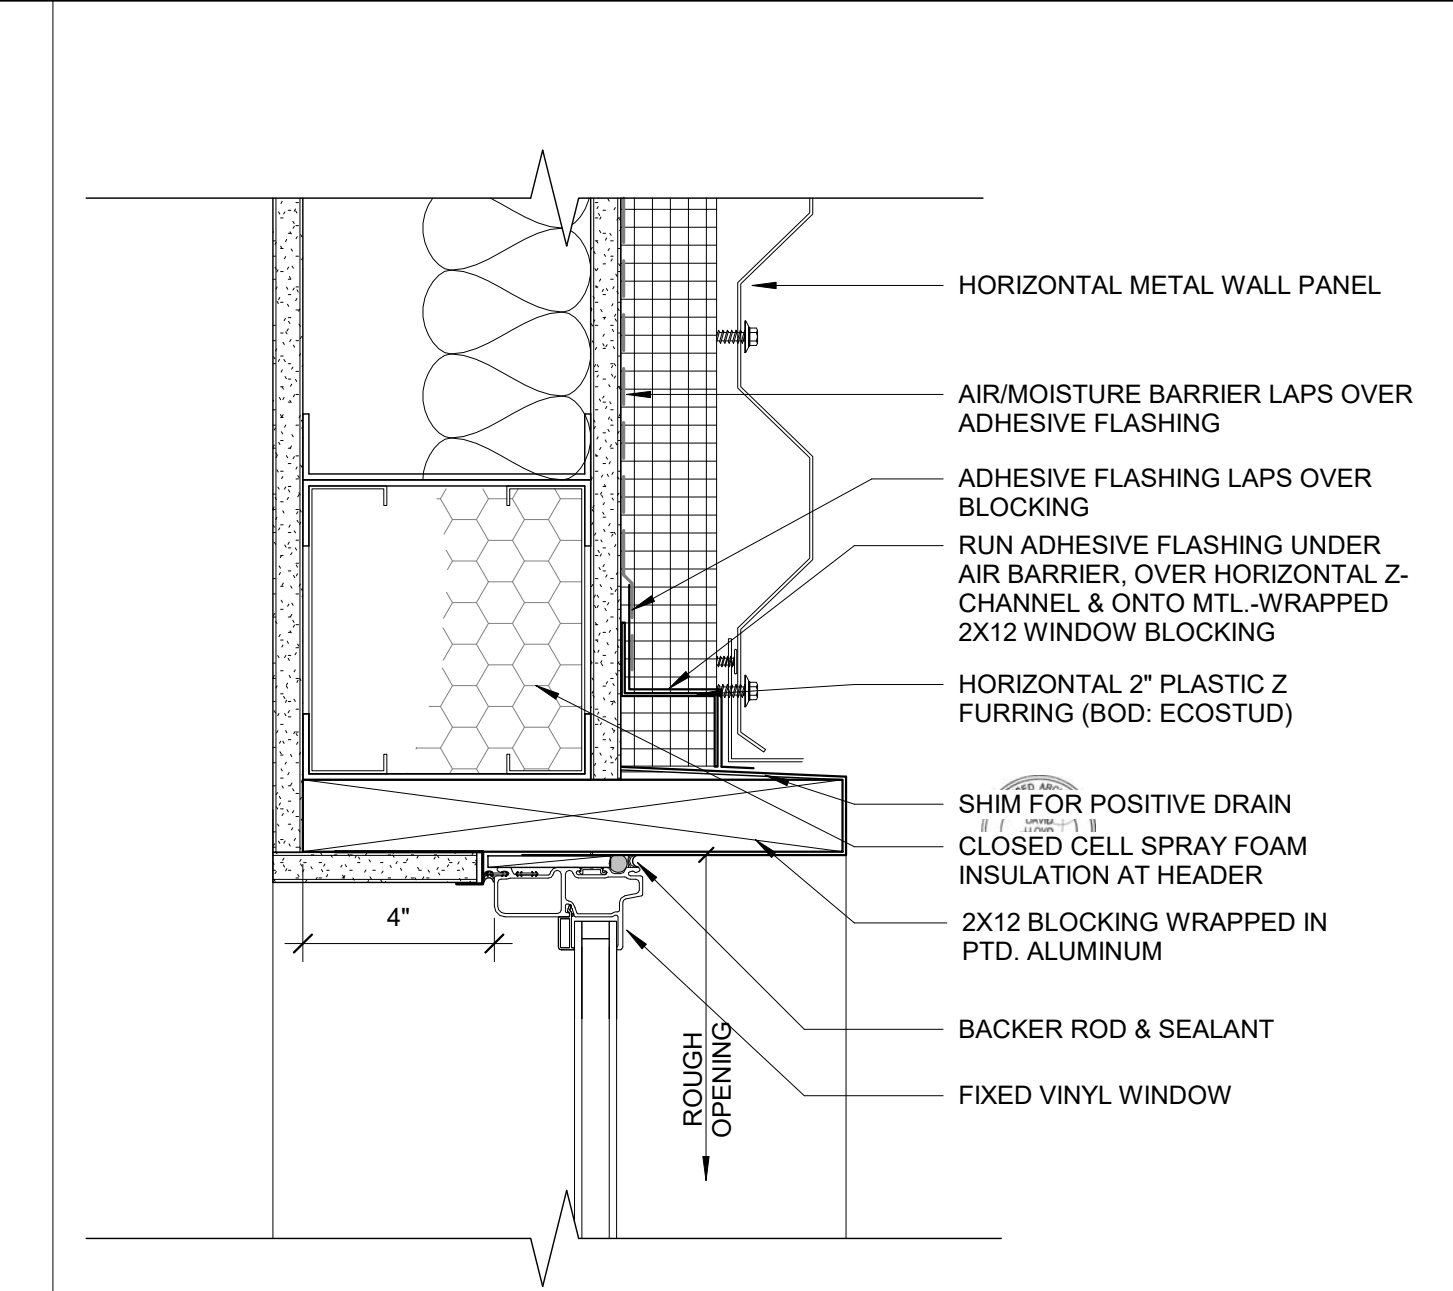 HORIZONTAL METAL WALL PANEL
AIR/MOISTURE BARRIER LAPS OVER
ADHESIVE FLASHING
ADHESIVE FLASHING LAPS OVER
BLOCKING
RUN ADHESIVE FLASHING UNDER
AIR BARRIER, OVER HORIZONTAL Z-
CHANNEL & ONTO MTL.-WRAPPED
2X12 WINDOW BLOCKING
HORIZONTAL 2" PLASTIC Z
FURRING (BOD: ECOSTUD)
SHIM FOR POSITIVE DRAIN
DAVID
CLOSED CELL SPRAY FOAM
INSULATION AT HEADER
2X12 BLOCKING WRAPPED IN
PTD. ALUMINUM
4"
BACKER ROD & SEALANT
ROUGH
OPENING
FIXED VINYL WINDOW